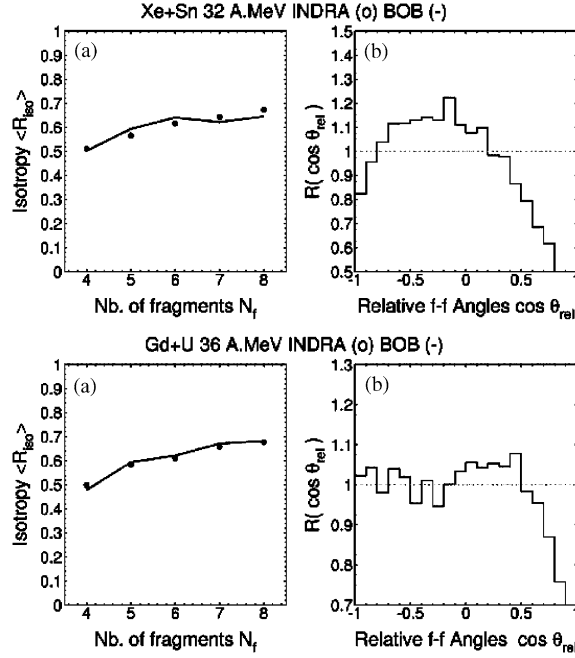 Xe+Sn 32 A.MeV INDRA (o) BOB (-)
(a)
Isotropy <R_iso>
1
0.9
0.8
0.7
0.6
0.5
0.4
0.3
0.2
0.1
0
4 5 6 7 8
Nb. of fragments N_f
(b)
R( cos θ_rel)
1.5
1.4
1.3
1.2
1.1
1
0.9
0.8
0.7
0.6
0.5
-1 -0.5 0 0.5 1
Relative f-f Angles cos θ_rel
Gd+U 36 A.MeV INDRA (o) BOB (-)
(a)
Isotropy <R_iso>
1
0.9
0.8
0.7
0.6
0.5
0.4
0.3
0.2
0.1
0
4 5 6 7 8
Nb. of fragments N_f
(b)
R( cos θ_rel)
1.3
1.2
1.1
1
0.9
0.8
0.7
-1 -0.5 0 0.5 1
Relative f-f Angles cos θ_rel